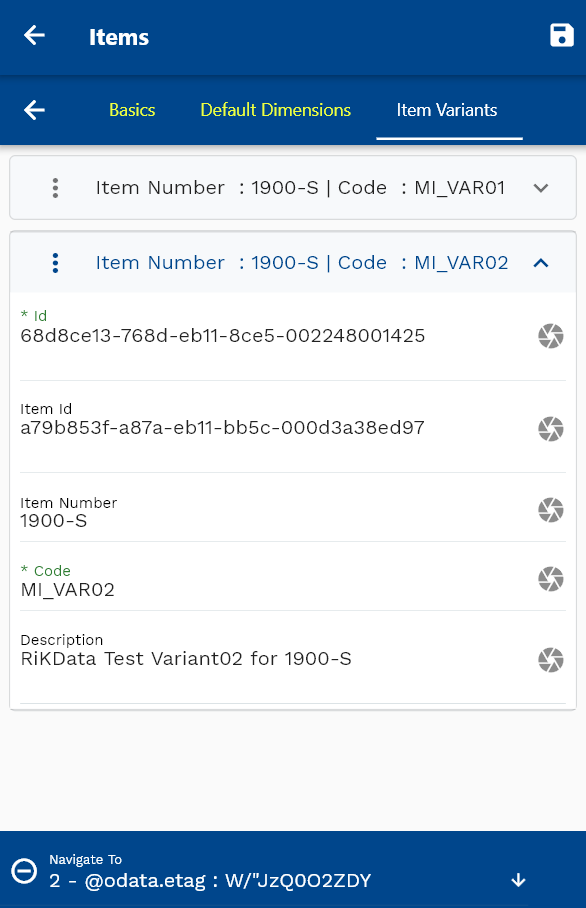 Items
Basics Default Dimensions Item Variants
Item Number : 1900-S | Code : MI_VAR01
Item Number : 1900-S | Code : MI_VAR02
* Id
68d8ce13-768d-eb11-8ce5-002248001425
Item Id
a79b853f-a87a-eb11-bb5c-000d3a38ed97
Item Number
1900-S
* Code
MI_VAR02
Description
RiKData Test Variant02 for 1900-S
Navigate To
2 - @odata.etag : W/"JzQ0O2ZDY